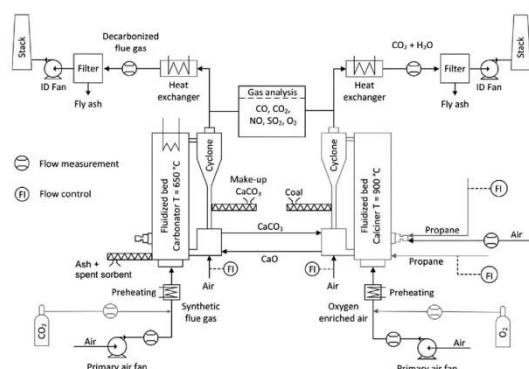 Stack
Decarbonized
flue gas
ID Fan
Filter
Fly ash
Heat
exchanger
Gas analysis
CO, CO₂,
NO, SO₂, O₂
Heat
exchanger
CO₂ + H₂O
Filter
Fly ash
ID Fan
Stack
Flow measurement
FI
Flow control
Fluidized bed
Carbonator T = 650 °C
Cyclone
Make-up
CaCO₃
Coal
Cyclone
Fluidized bed
Calciner T = 900 °C
CaCO₃
CaO
Propane
Air
Propane
FI
FI
Ash +
spent sorbent
FI
Air
FI
Air
Preheating
Synthetic
flue gas
Preheating
Oxygen
enriched air
CO₂
Air
Primary air fan
O₂
Air
Primary air fan